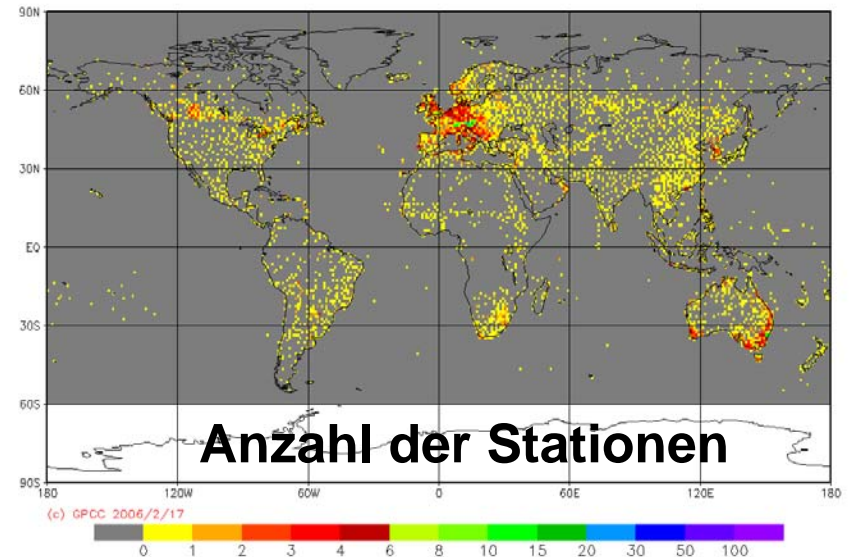 90N
60N
30N
EQ
30S
60S
Anzahl der Stationen
90S
180 120W 60W 0 60E 120E 180
(c) GPCC 2006/2/17
0 1 2 3 4 6 8 10 15 20 30 50 100